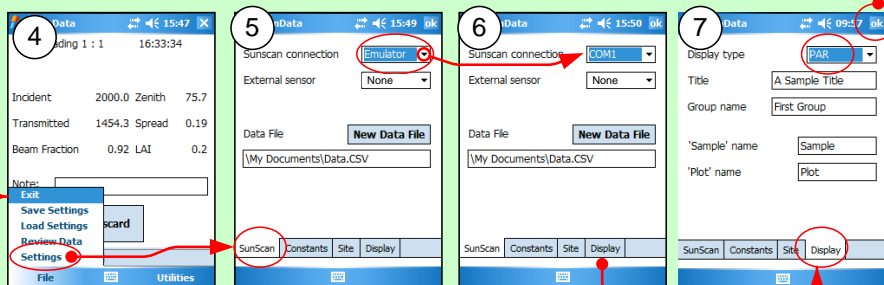 4
Data 15:47
ding 1 : 1 16:33:34
Incident 2000.0 Zenith 75.7
Transmitted 1454.3 Spread 0.19
Beam Fraction 0.92 LAI 0.2
Note:
Exit
Save Settings
Load Settings
Review Data
Settings
scard
File Utilities
5
nData 15:49 ok
Sunscan connection Emulator
External sensor None
Data File New Data File
\My Documents\Data.CSV
SunScan Constants Site Display
6
Data 15:50 ok
Sunscan connection COM1
External sensor None
Data File New Data File
\My Documents\Data.CSV
SunScan Constants Site Display
7
Data 09:57 ok
Display type PAR
Title A Sample Title
Group name First Group
'Sample' name Sample
'Plot' name Plot
SunScan Constants Site Display